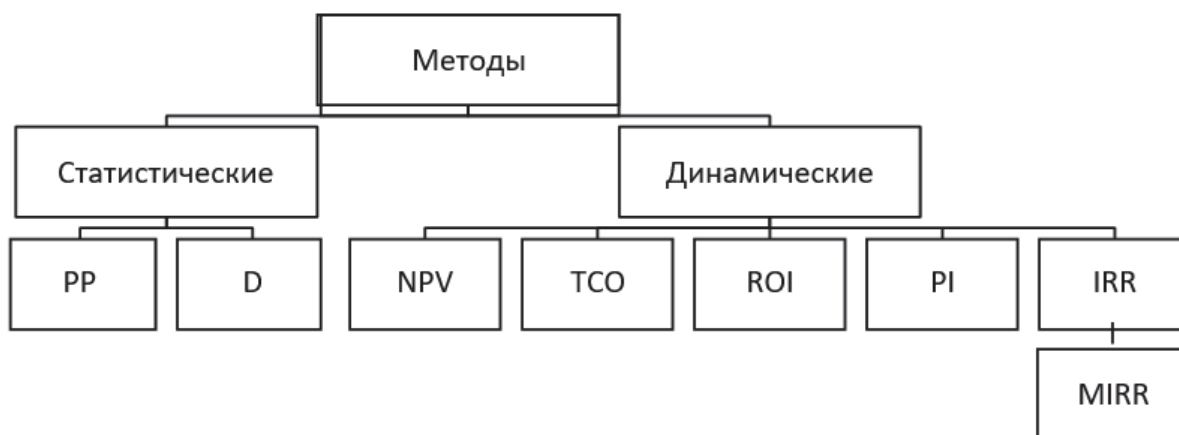 Методы
Статистические
Динамические
PP
D
NPV
TCO
ROI
PI
IRR
MIRR